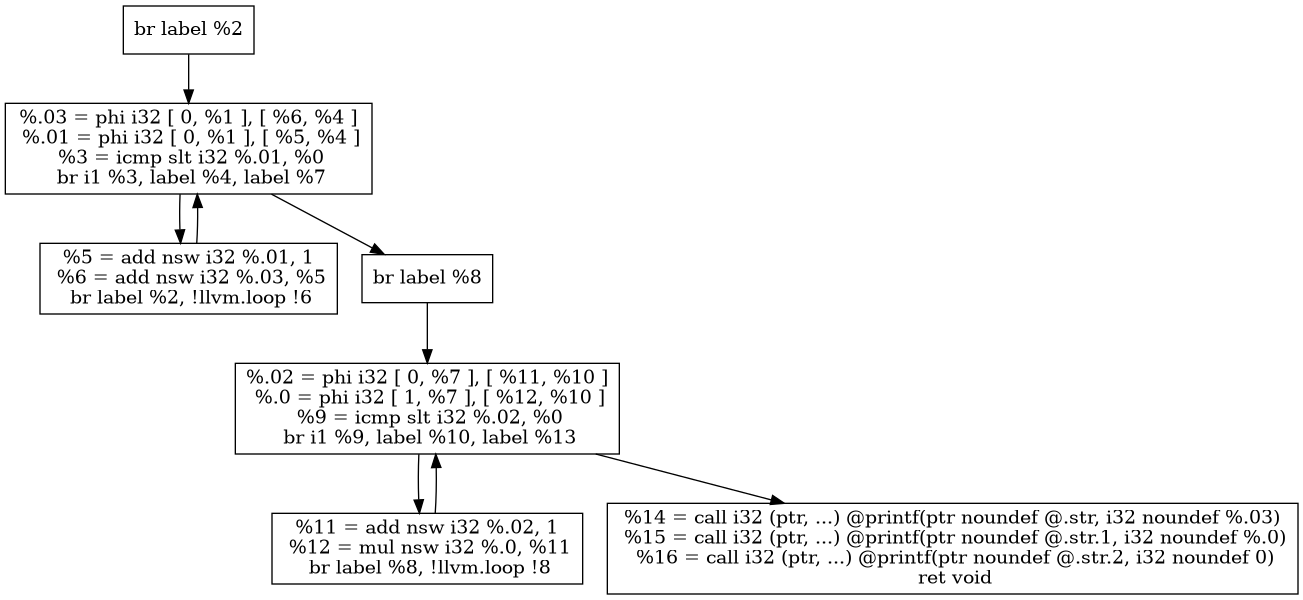 br label %2
%.03 = phi i32 [ 0, %1 ], [ %6, %4 ]
%.01 = phi i32 [ 0, %1 ], [ %5, %4 ]
%3 = icmp slt i32 %.01, %0
br i1 %3, label %4, label %7
%5 = add nsw i32 %.01, 1
%6 = add nsw i32 %.03, %5
br label %2, !llvm.loop !6
br label %8
%.02 = phi i32 [ 0, %7 ], [ %11, %10 ]
%.0 = phi i32 [ 1, %7 ], [ %12, %10 ]
%9 = icmp slt i32 %.02, %0
br i1 %9, label %10, label %13
%11 = add nsw i32 %.02, 1
%12 = mul nsw i32 %.0, %11
br label %8, !llvm.loop !8
%14 = call i32 (ptr, ...) @printf(ptr noundef @.str, i32 noundef %.03)
%15 = call i32 (ptr, ...) @printf(ptr noundef @.str.1, i32 noundef %.0)
%16 = call i32 (ptr, ...) @printf(ptr noundef @.str.2, i32 noundef 0)
ret void